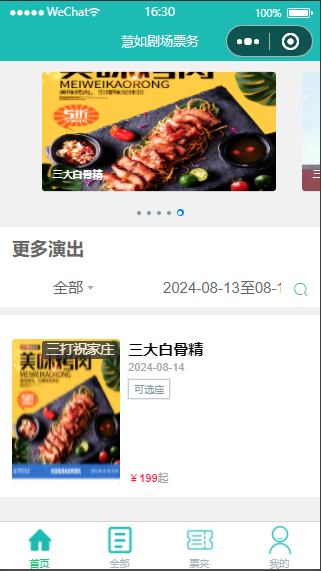 WeChat 16:30 100%
慧如剧场票务
美味烤肉
MEIWEIKAORONG
5折
三大白骨精
三
更多演出
全部 2024-08-13至08-1
三打祝家庄
美味烤肉
MEIWEIKAORONG
三大白骨精
2024-08-14
可选座
￥199起
首页 全部 票夹 我的